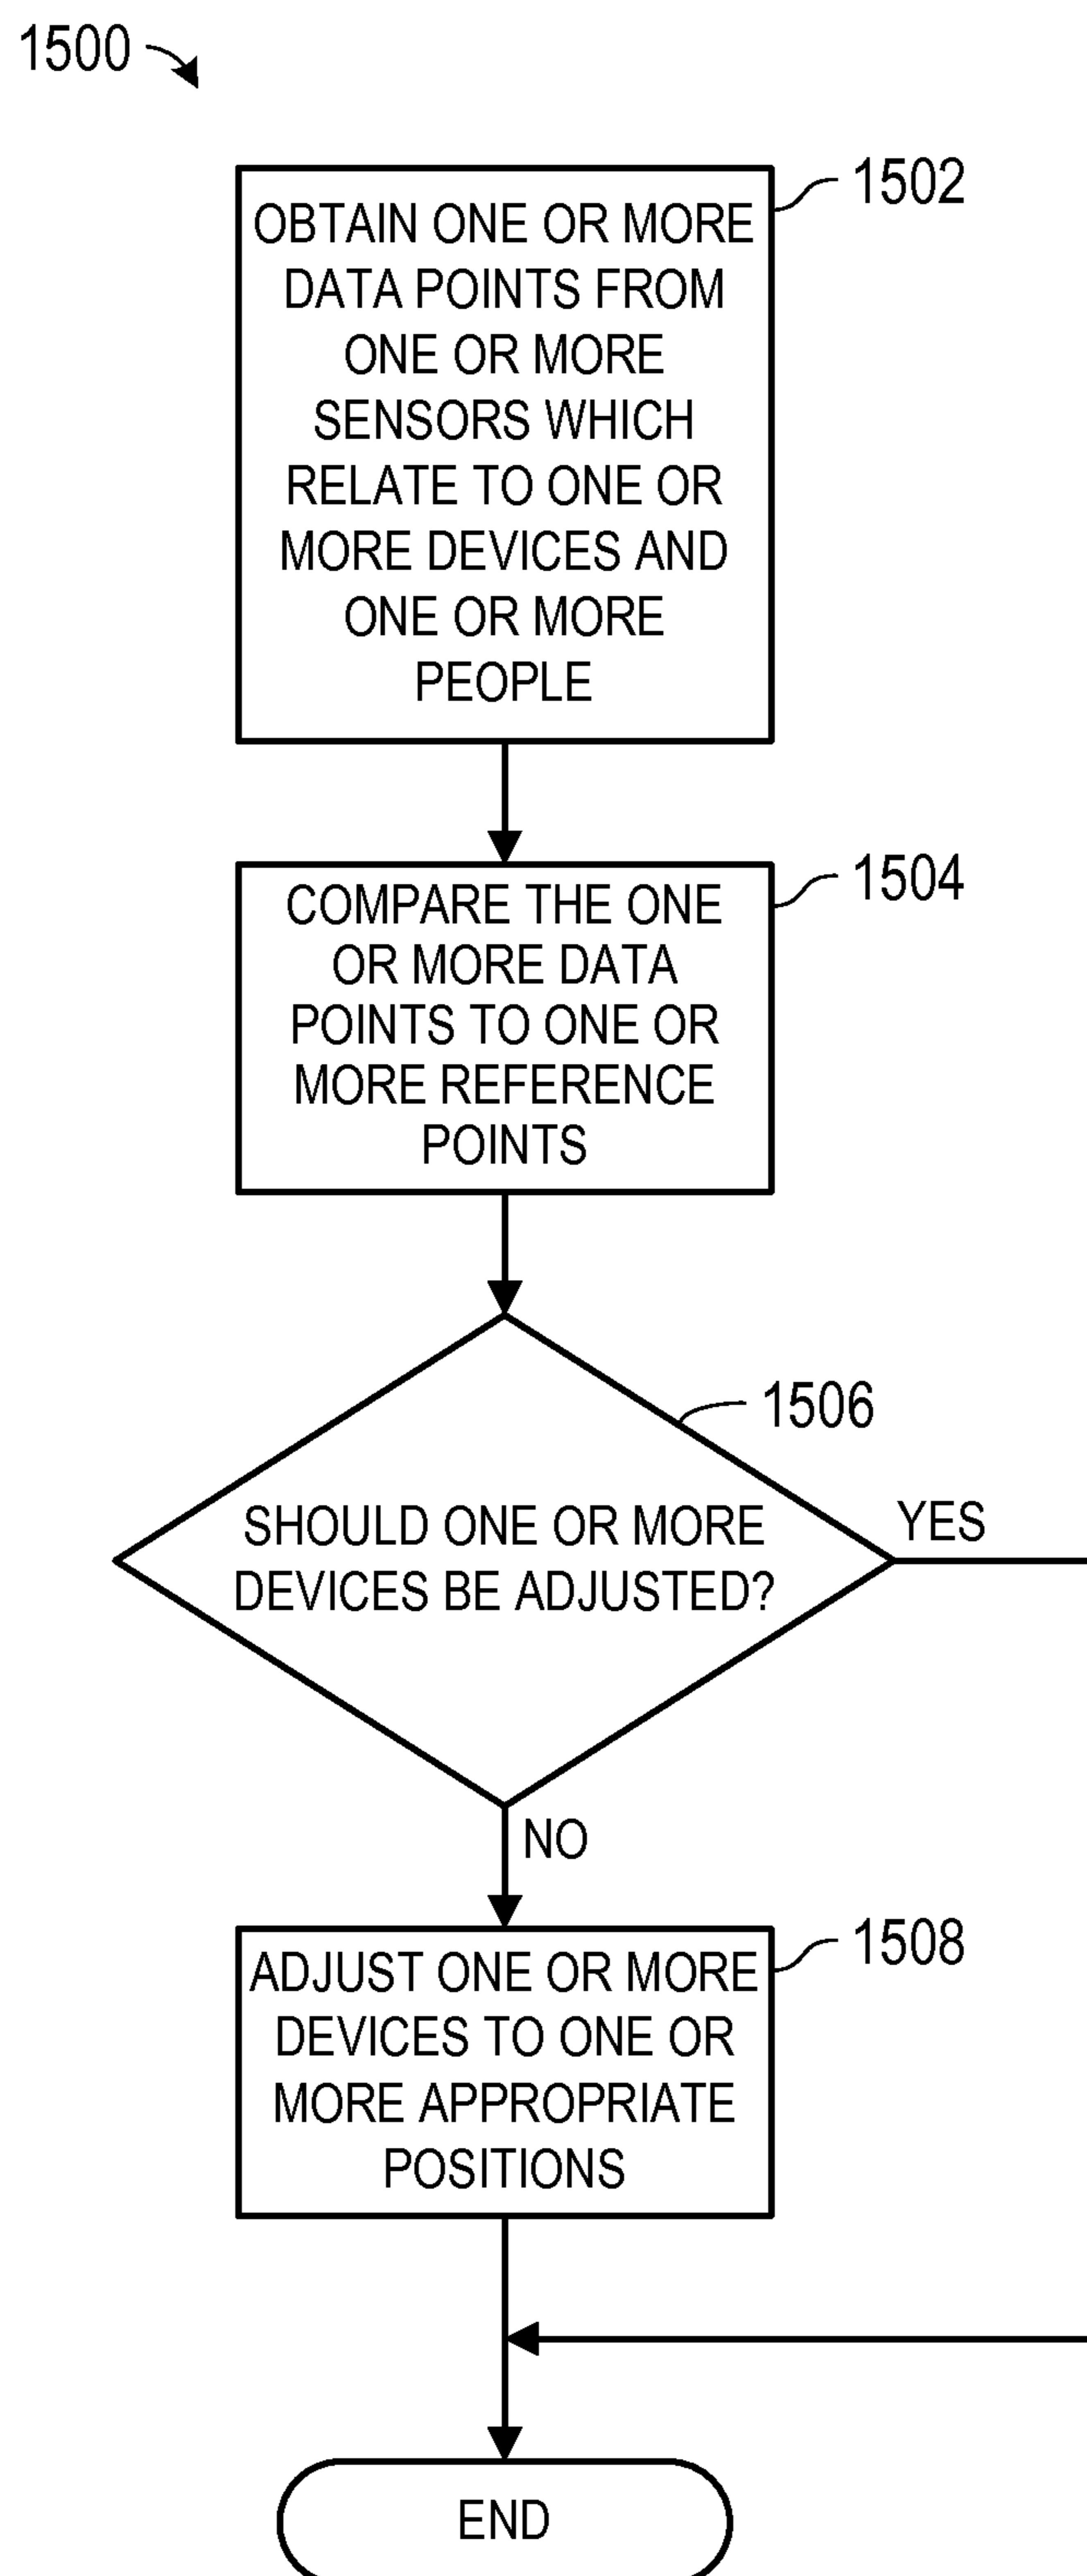 1500
1502
OBTAIN ONE OR MORE
DATA POINTS FROM
ONE OR MORE
SENSORS WHICH
RELATE TO ONE OR
MORE DEVICES AND
ONE OR MORE
PEOPLE
1504
COMPARE THE ONE
OR MORE DATA
POINTS TO ONE OR
MORE REFERENCE
POINTS
1506
SHOULD ONE OR MORE
DEVICES BE ADJUSTED?
YES
NO
1508
ADJUST ONE OR MORE
DEVICES TO ONE OR
MORE APPROPRIATE
POSITIONS
END